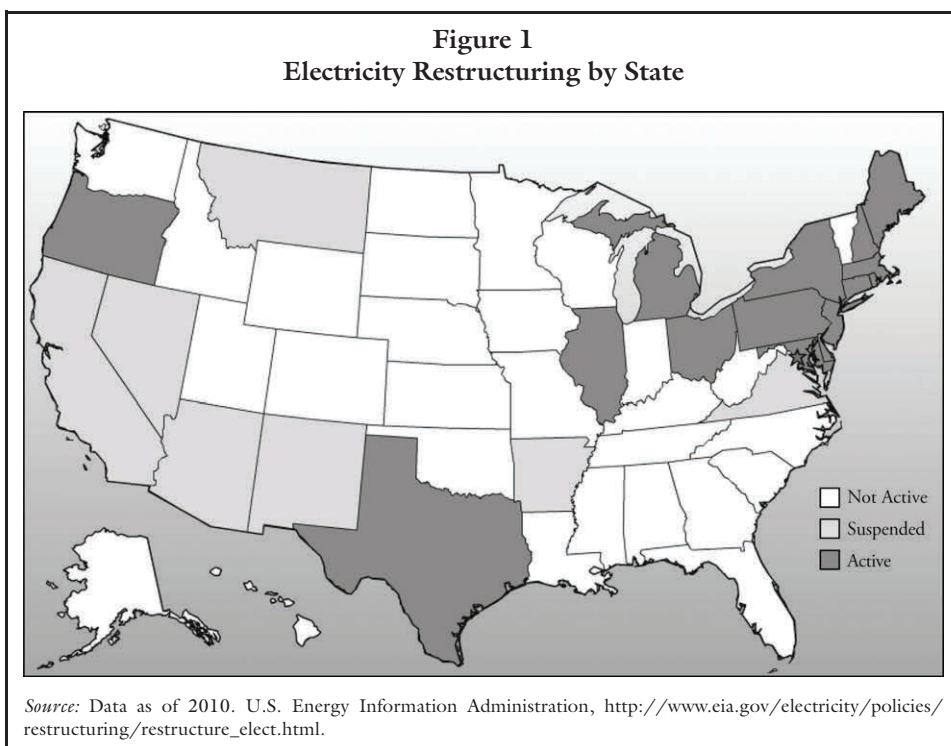 Figure 1
Electricity Restructuring by State
Not Active
Suspended
Active
Source: Data as of 2010. U.S. Energy Information Administration, http://www.eia.gov/electricity/policies/
restructuring/restructure_elect.html.